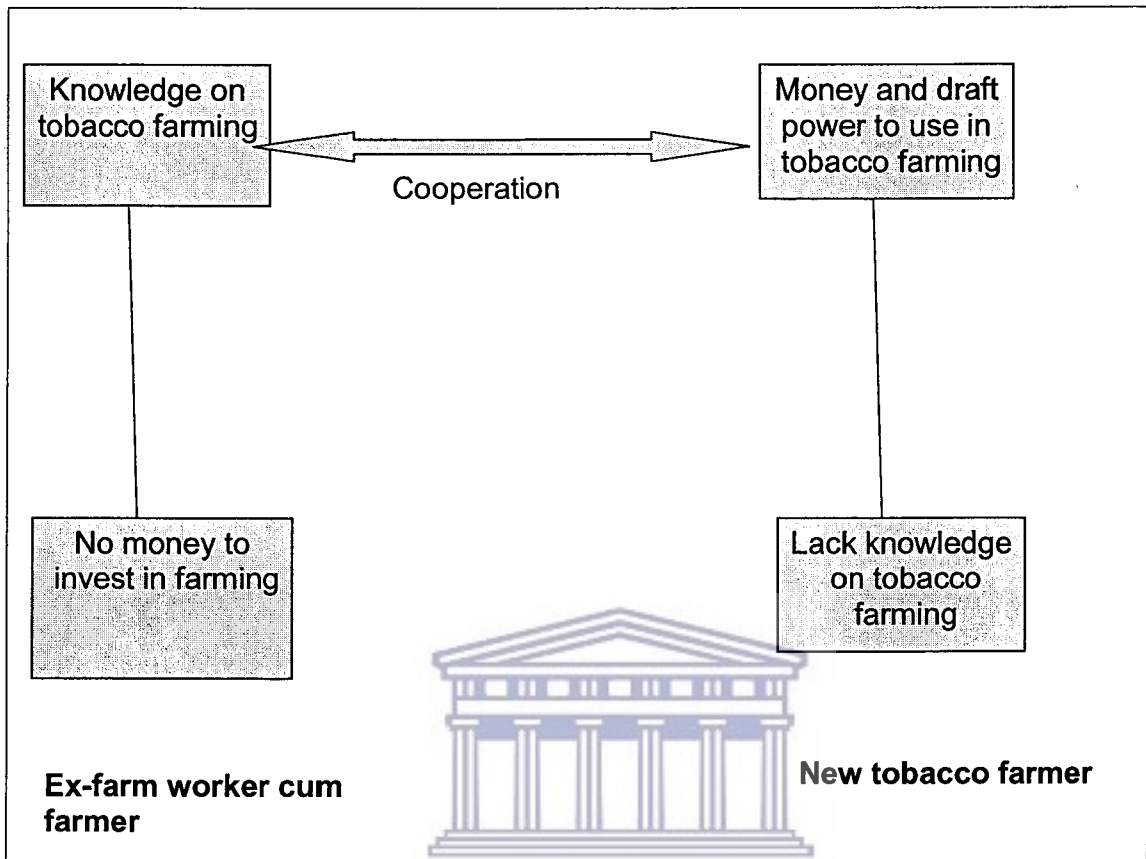 Knowledge on
tobacco farming
Money and draft
power to use in
tobacco farming
Cooperation
No money to
invest in farming
Lack knowledge
on tobacco
farming
Ex-farm worker cum
farmer
New tobacco farmer